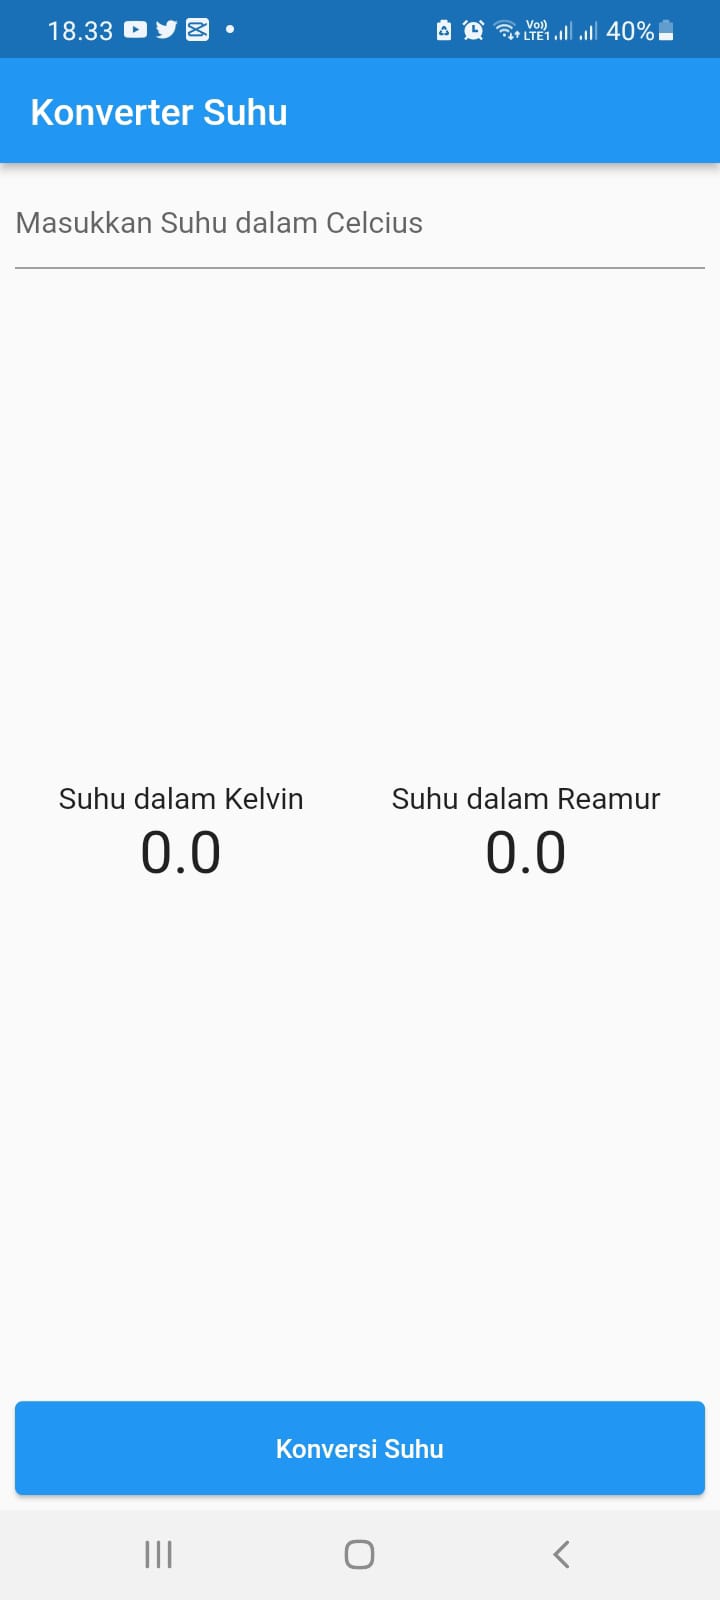 18.33 Vo)) LTE1 40%
Konverter Suhu
Masukkan Suhu dalam Celcius
Suhu dalam Kelvin Suhu dalam Reamur
0.0 0.0
Konversi Suhu